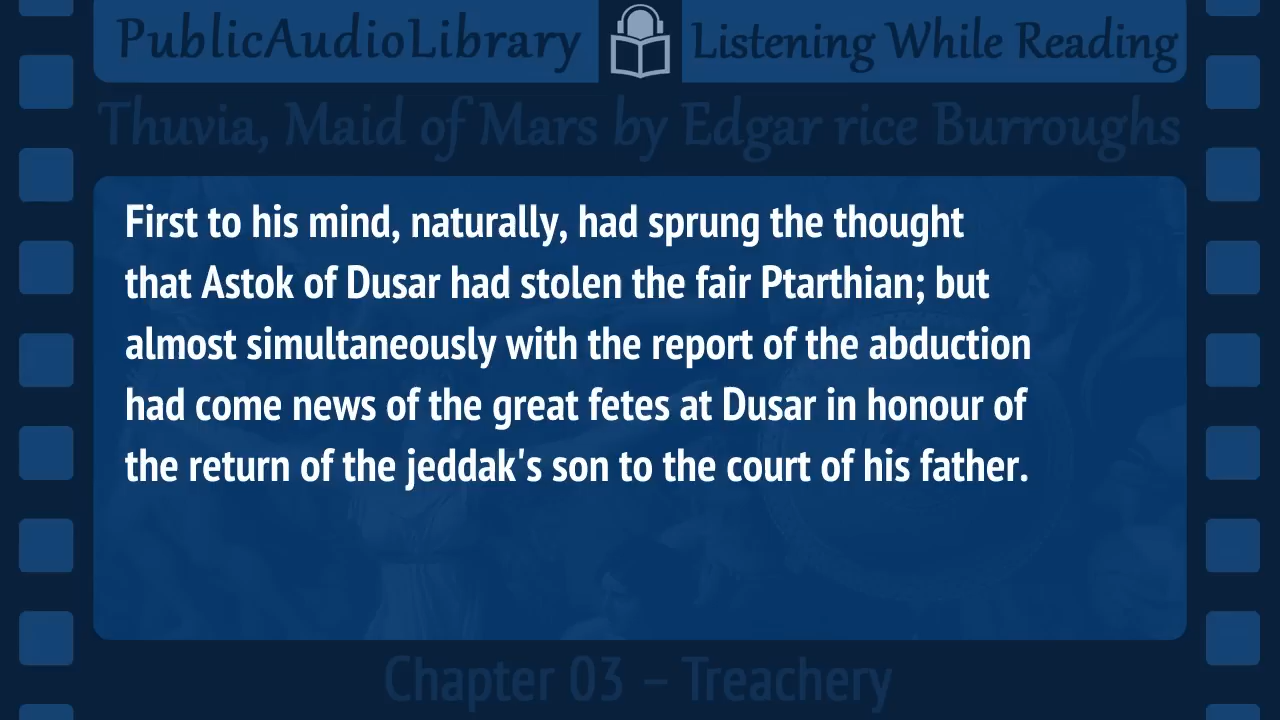 PublicAudioLibrary Listening While Reading
Thuvia, Maid of Mars by Edgar rice Burroughs
First to his mind, naturally, had sprung the thought
that Astok of Dusar had stolen the fair Ptarthian; but
almost simultaneously with the report of the abduction
had come news of the great fetes at Dusar in honour of
the return of the jeddak's son to the court of his father.
Chapter 03 – Treachery